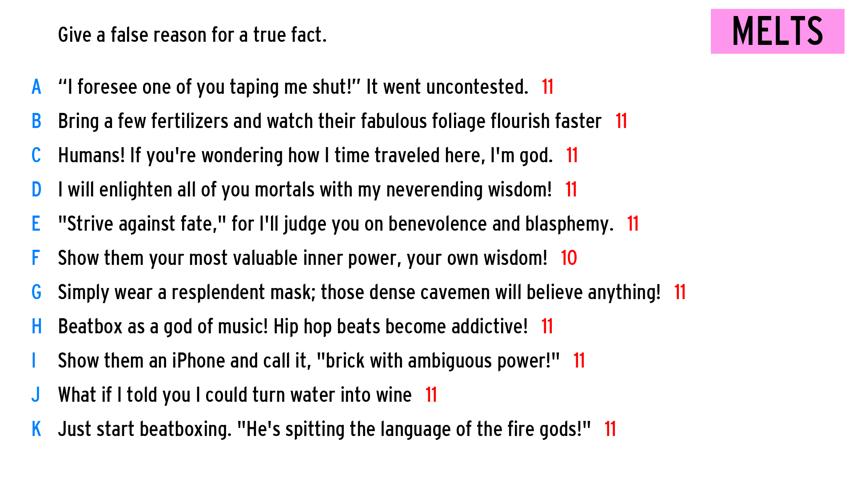 Give a false reason for a true fact.
MELTS
A “I foresee one of you taping me shut!” It went uncontested. 11
B Bring a few fertilizers and watch their fabulous foliage flourish faster 11
C Humans! If you're wondering how I time traveled here, I'm god. 11
D I will enlighten all of you mortals with my neverending wisdom! 11
E "Strive against fate," for I'll judge you on benevolence and blasphemy. 11
F Show them your most valuable inner power, your own wisdom! 10
G Simply wear a resplendent mask; those dense cavemen will believe anything! 11
H Beatbox as a god of music! Hip hop beats become addictive! 11
I Show them an iPhone and call it, "brick with ambiguous power!" 11
J What if I told you I could turn water into wine 11
K Just start beatboxing. "He's spitting the language of the fire gods!" 11